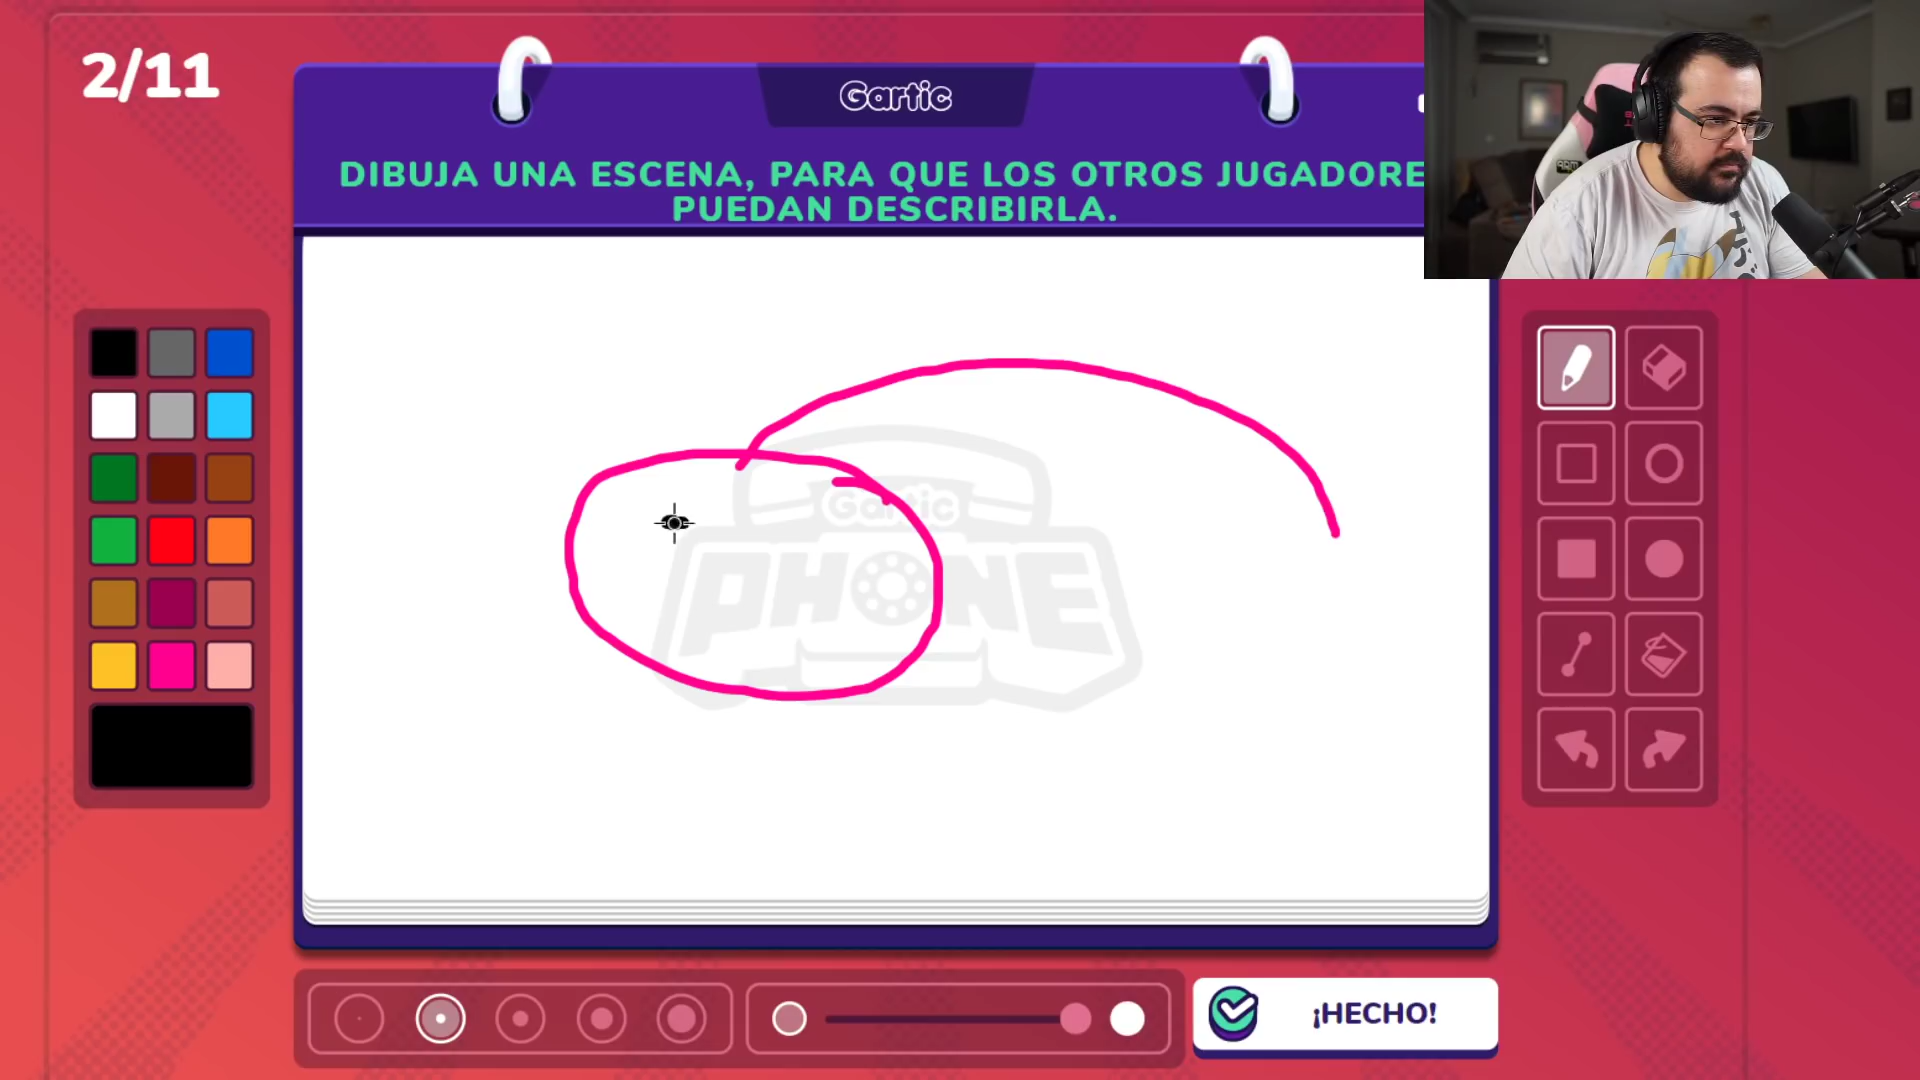 2/11
Gartic
DIBUJA UNA ESCENA, PARA QUE LOS OTROS JUGADORE
PUEDAN DESCRIBIRLA.
Gartic
PHONE
¡HECHO!